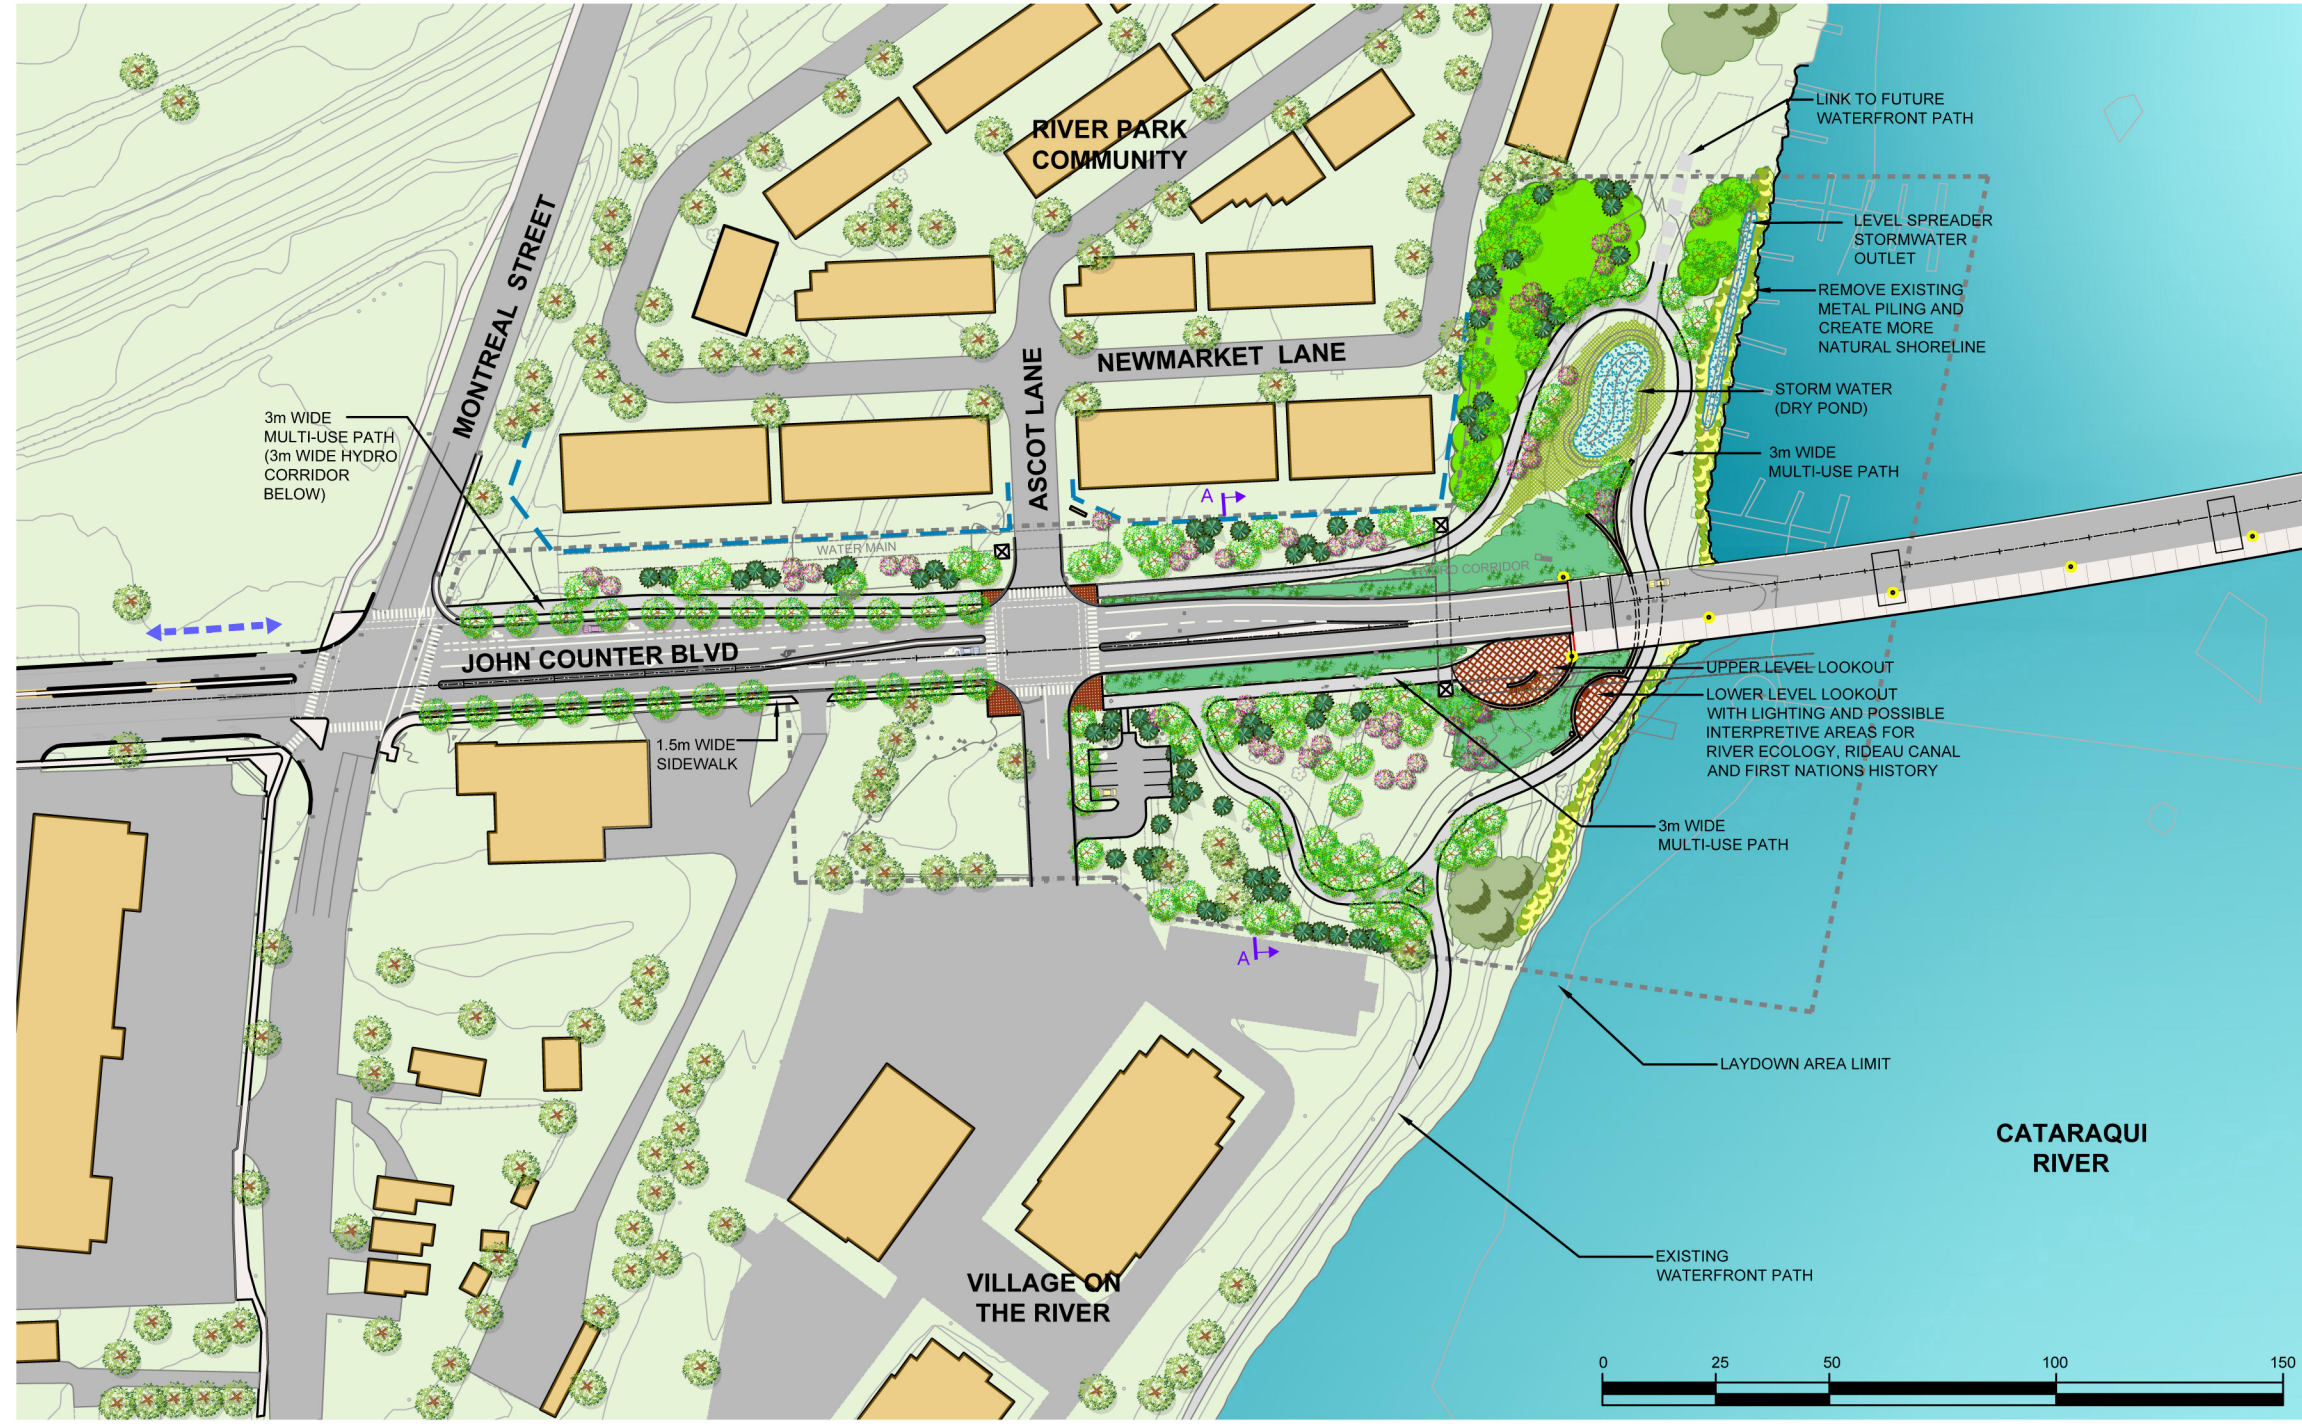 LINK TO FUTURE
WATERFRONT PATH
RIVER PARK
COMMUNITY
LEVEL SPREADER
STORMWATER
OUTLET
REMOVE EXISTING
METAL PILING AND
CREATE MORE
NATURAL SHORELINE
MONTREAL STREET
NEWMARKET LANE
ASCOT LANE
STORM WATER
(DRY POND)
3m WIDE
MULTI-USE PATH
(3m WIDE HYDRO
CORRIDOR
BELOW)
3m WIDE
MULTI-USE PATH
A
WATER MAIN
HYDRO CORRIDOR
JOHN COUNTER BLVD
UPPER LEVEL LOOKOUT
LOWER LEVEL LOOKOUT
WITH LIGHTING AND POSSIBLE
INTERPRETIVE AREAS FOR
RIVER ECOLOGY, RIDEAU CANAL
AND FIRST NATIONS HISTORY
1.5m WIDE
SIDEWALK
3m WIDE
MULTI-USE PATH
A
LAYDOWN AREA LIMIT
CATARAQUI
RIVER
EXISTING
WATERFRONT PATH
VILLAGE ON
THE RIVER
0 25 50 100 150